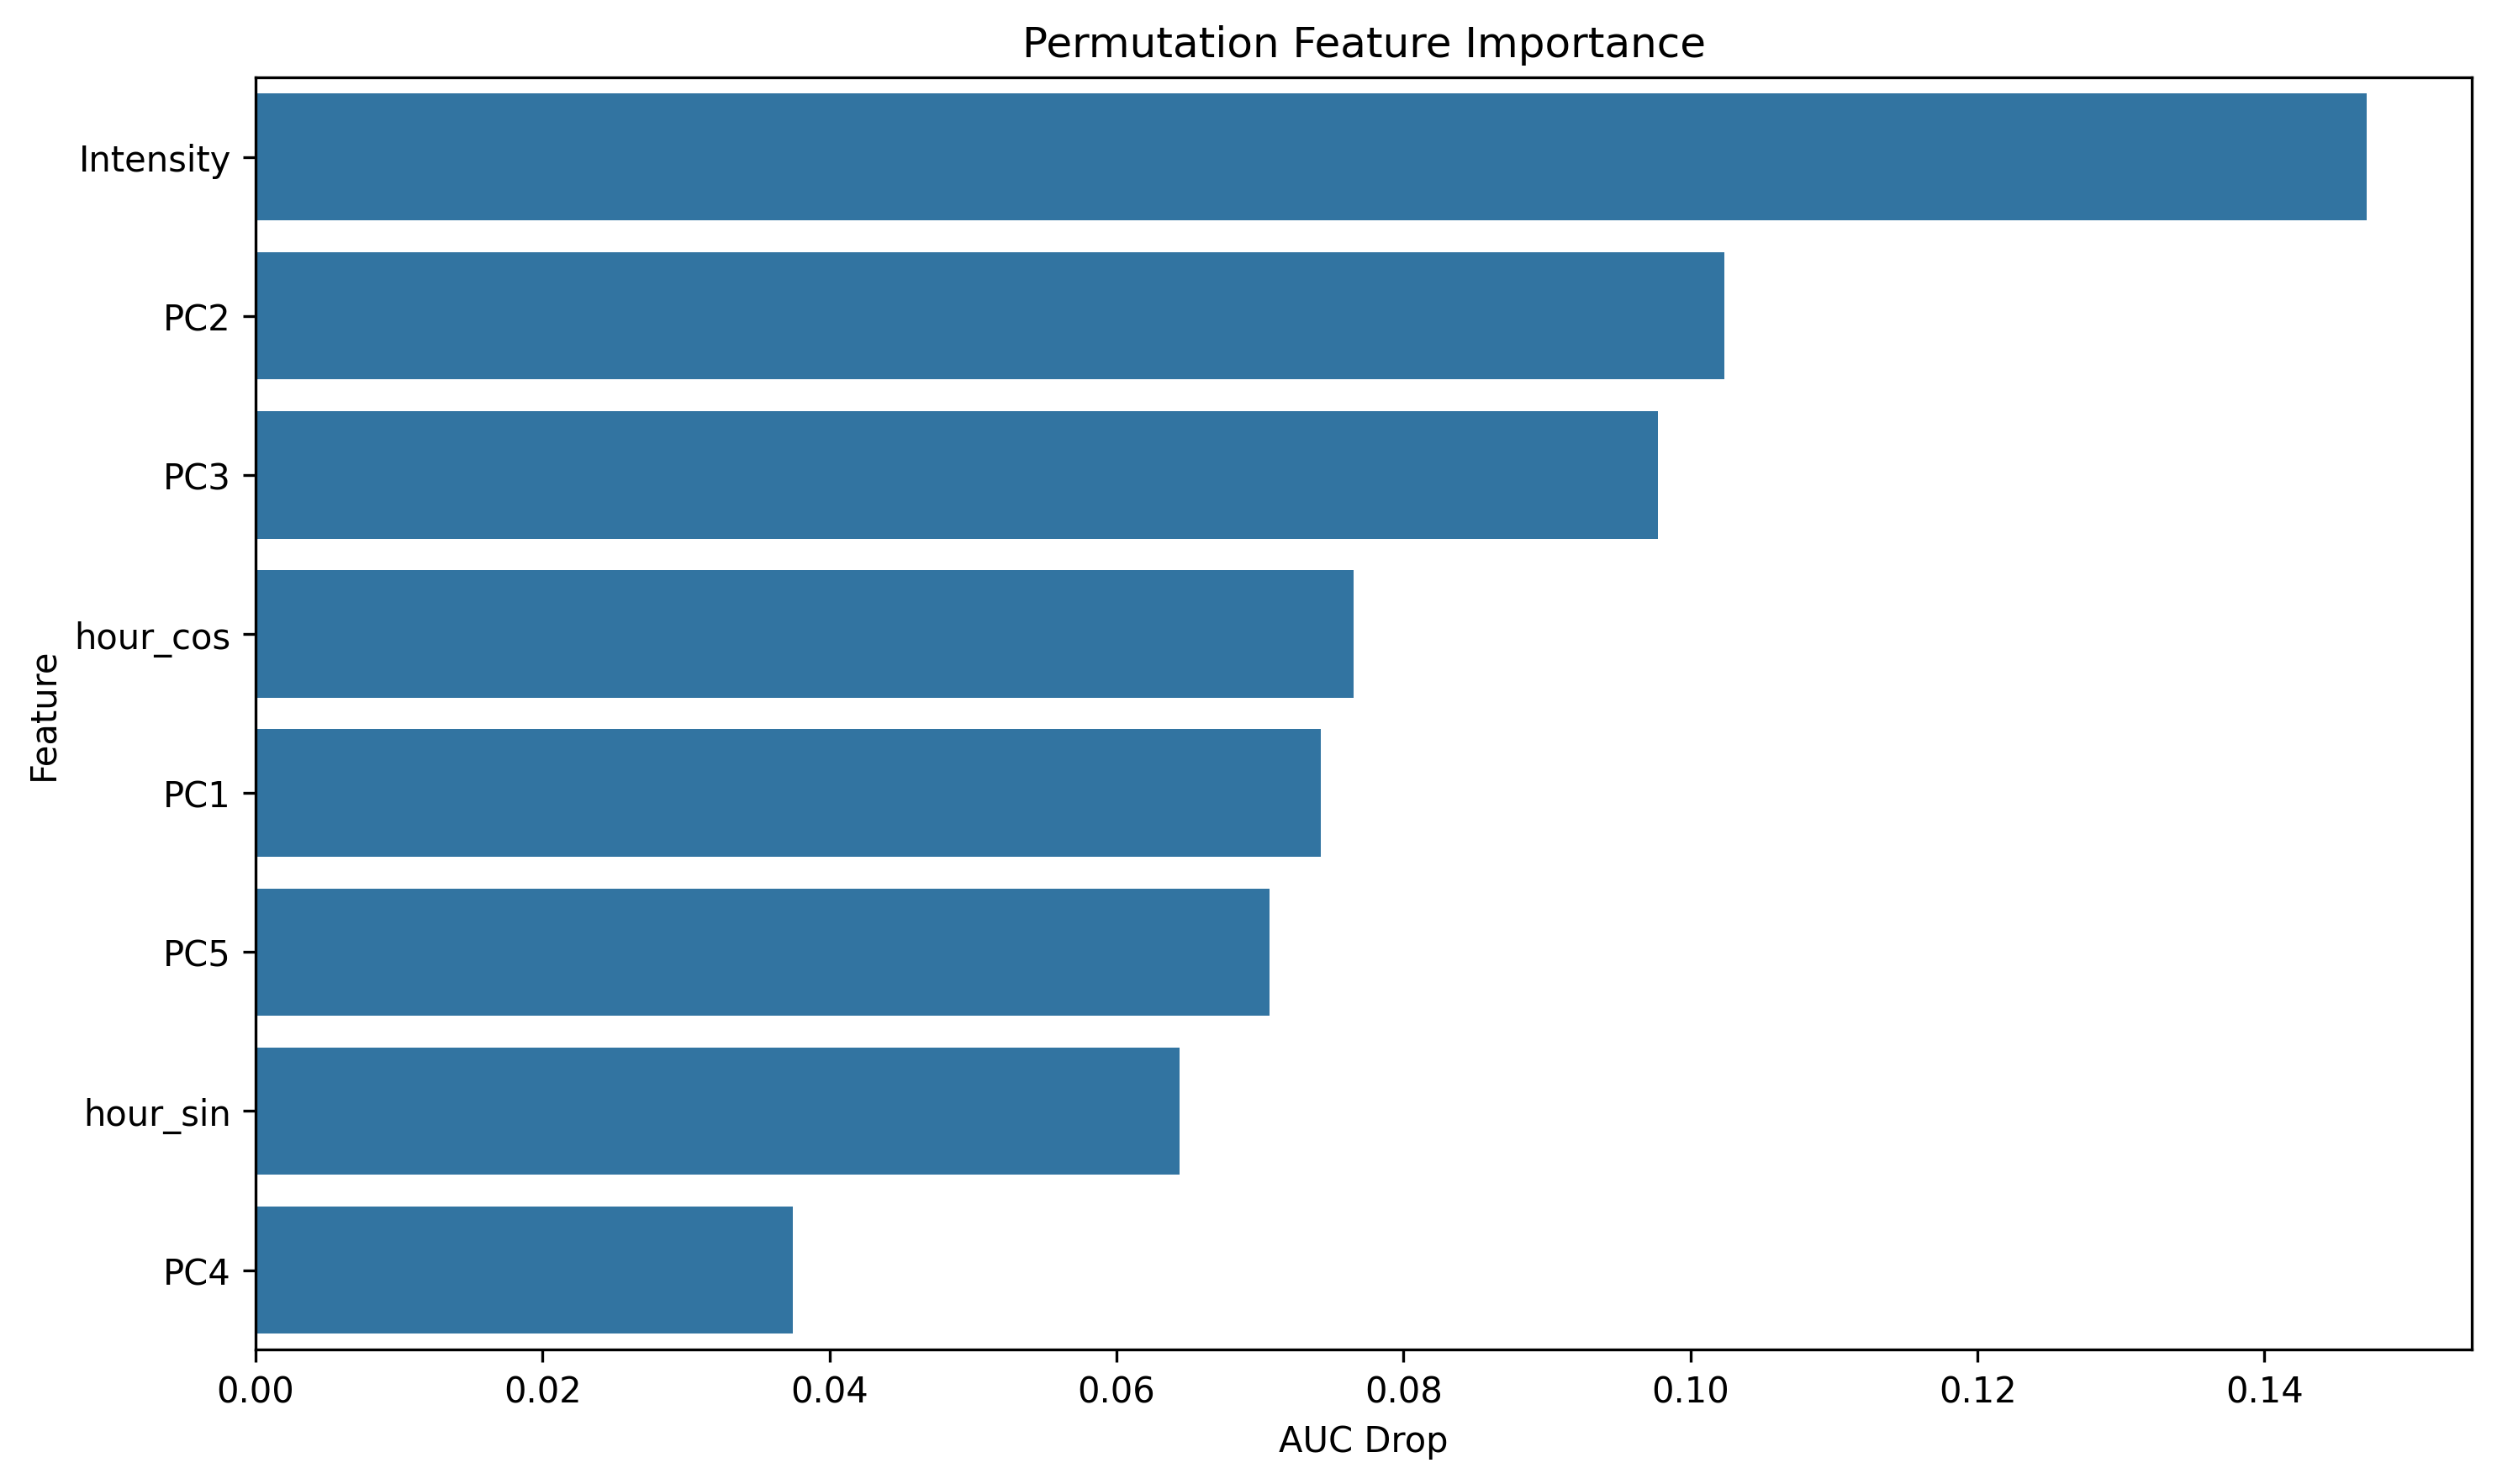 Permutation Feature Importance
Feature
Intensity
PC2
PC3
hour_cos
PC1
PC5
hour_sin
PC4
0.00 0.02 0.04 0.06 0.08 0.10 0.12 0.14
AUC Drop